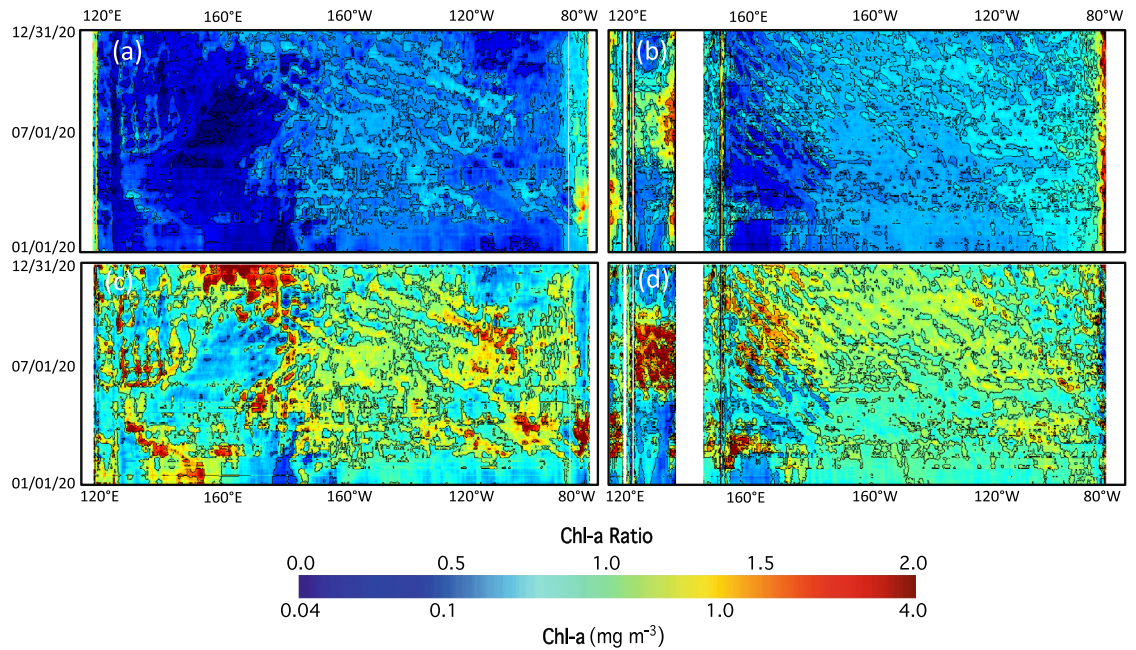 120°E 160°E 160°W 120°W 80°W 120°E 160°E 160°W 120°W 80°W
12/31/20 (a) (b)
07/01/20
01/01/20
12/31/20 (c) (d)
07/01/20
01/01/20
120°E 160°E 160°W 120°W 80°W 120°E 160°E 160°W 120°W 80°W
Chl-a Ratio
0.0 0.5 1.0 1.5 2.0
0.04 0.1 1.0 4.0
Chl-a (mg m⁻³)